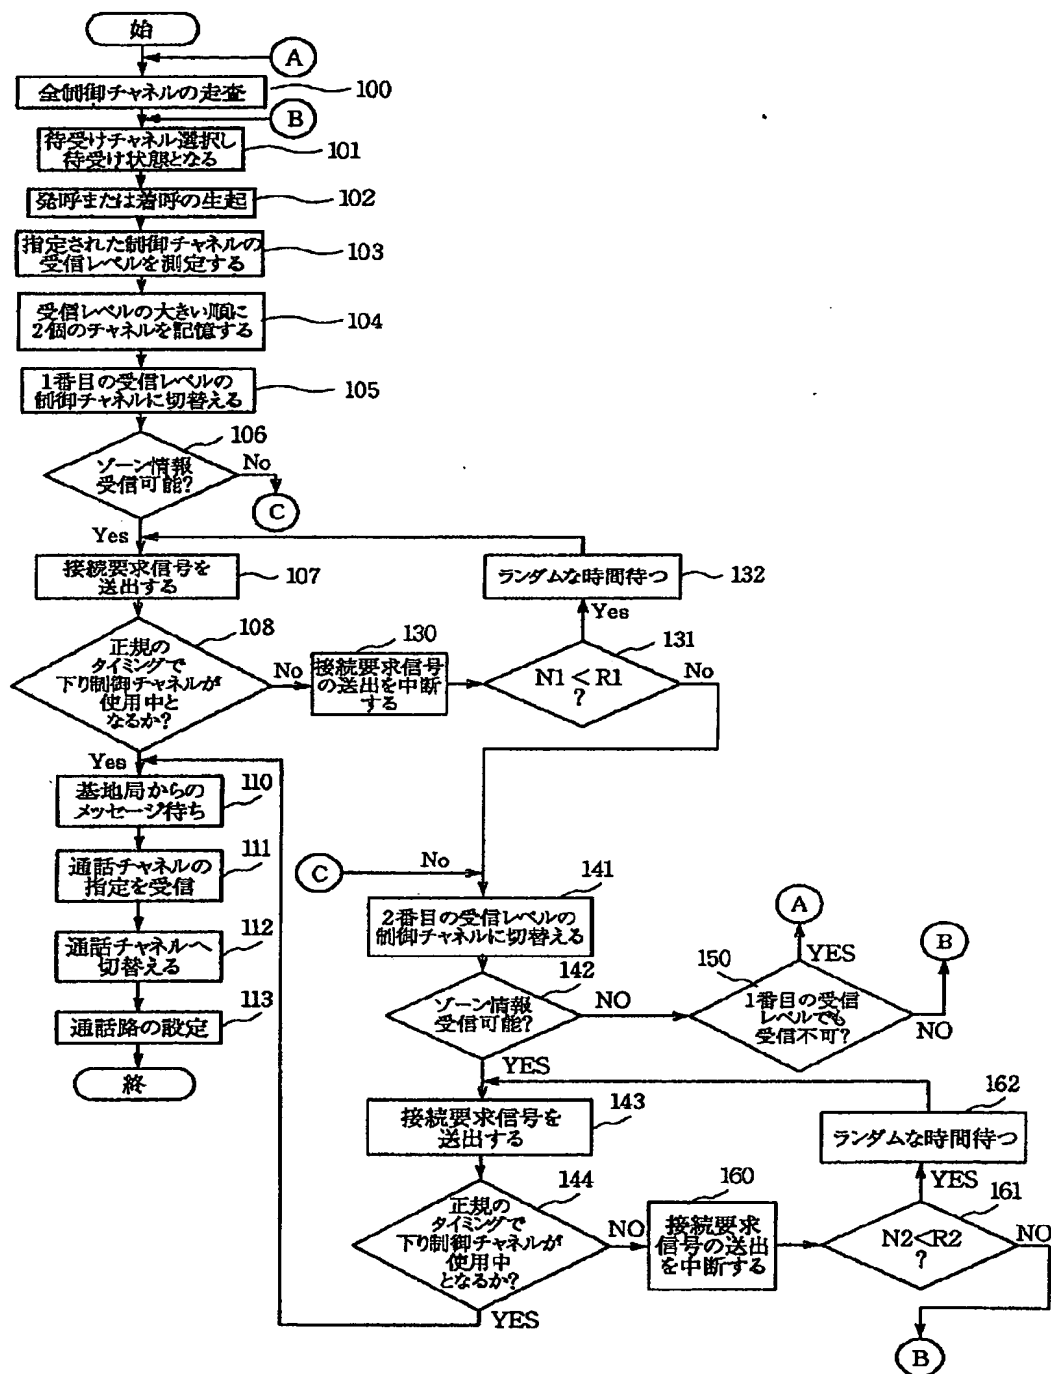 始
A
全制御チャネルの走査
100
B
待受けチャネル選択し
待受け状態となる
101
発呼または着呼の生起
102
指定された制御チャネルの
受信レベルを測定する
103
受信レベルの大きい順に
2個のチャネルを記憶する
104
1番目の受信レベルの
制御チャネルに切替える
105
106
ゾーン情報
受信可能?
No
C
Yes
接続要求信号を
送出する
107
ランダムな時間待つ
132
Yes
108
正規の
タイミングで
下り制御チャネルが
使用中と
なるか?
No
130
接続要求信号
の送出を中断
する
131
N1<R1
?
No
Yes
基地局からの
メッセージ待ち
110
通話チャネルの
指定を受信
111
通話チャネルへ
切替える
112
通話路の設定
113
終
C
No
141
2番目の受信レベルの
制御チャネルに切替える
142
ゾーン情報
受信可能?
NO
150
1番目の受信
レベルでも
受信不可?
YES
A
NO
B
YES
接続要求信号を
送出する
143
162
ランダムな時間待つ
YES
144
正規の
タイミングで
下り制御チャネルが
使用中
となるか?
NO
160
接続要求
信号の送出
を中断する
161
N2<R2
?
NO
YES
B